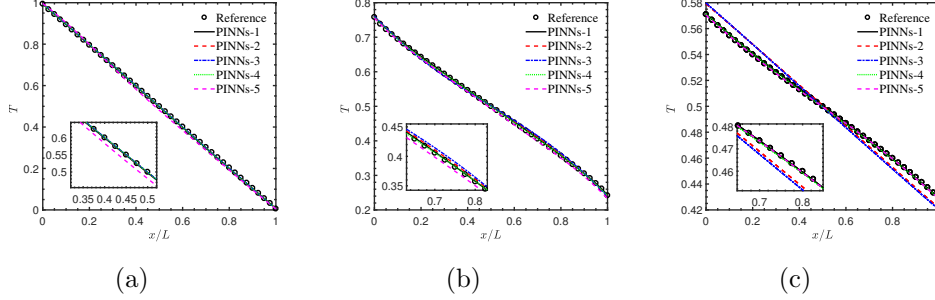 1
0.8
0.6
0.4
0.2
0
T
0 0.2 0.4 0.6 0.8 1
x/L
Reference
PINNs-1
PINNs-2
PINNs-3
PINNs-4
PINNs-5
0.6
0.55
0.5
0.35 0.4 0.45 0.5
(a)
0.8
0.7
0.6
0.5
0.4
0.3
0.2
T
0 0.2 0.4 0.6 0.8 1
x/L
Reference
PINNs-1
PINNs-2
PINNs-3
PINNs-4
PINNs-5
0.45
0.4
0.35
0.7 0.8
(b)
0.58
0.56
0.54
0.52
0.5
0.48
0.46
0.44
0.42
T
0 0.2 0.4 0.6 0.8 1
x/L
Reference
PINNs-1
PINNs-2
PINNs-3
PINNs-4
PINNs-5
0.48
0.47
0.46
0.7 0.8
(c)